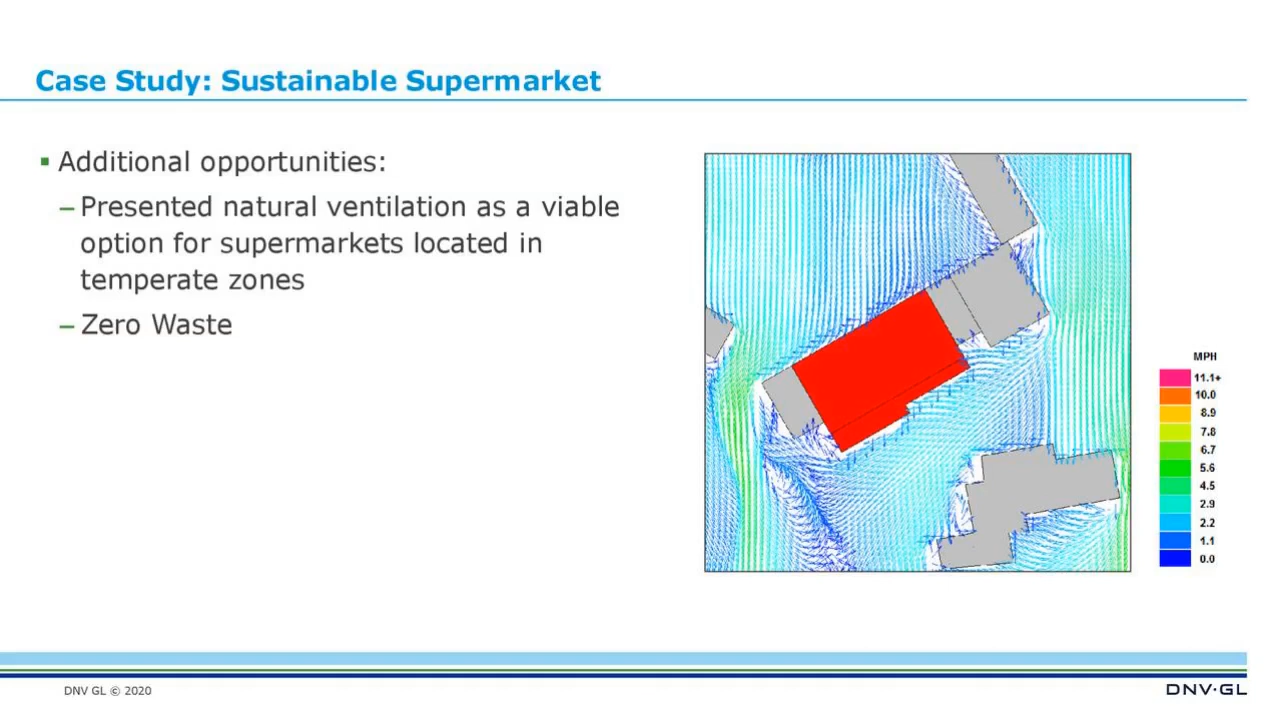 Case Study: Sustainable Supermarket
▪ Additional opportunities:
– Presented natural ventilation as a viable
option for supermarkets located in
temperate zones
– Zero Waste
MPH
11.1+
10.0
8.9
7.8
6.7
5.6
4.5
2.9
2.2
1.1
0.0
DNV GL © 2020
DNV·GL